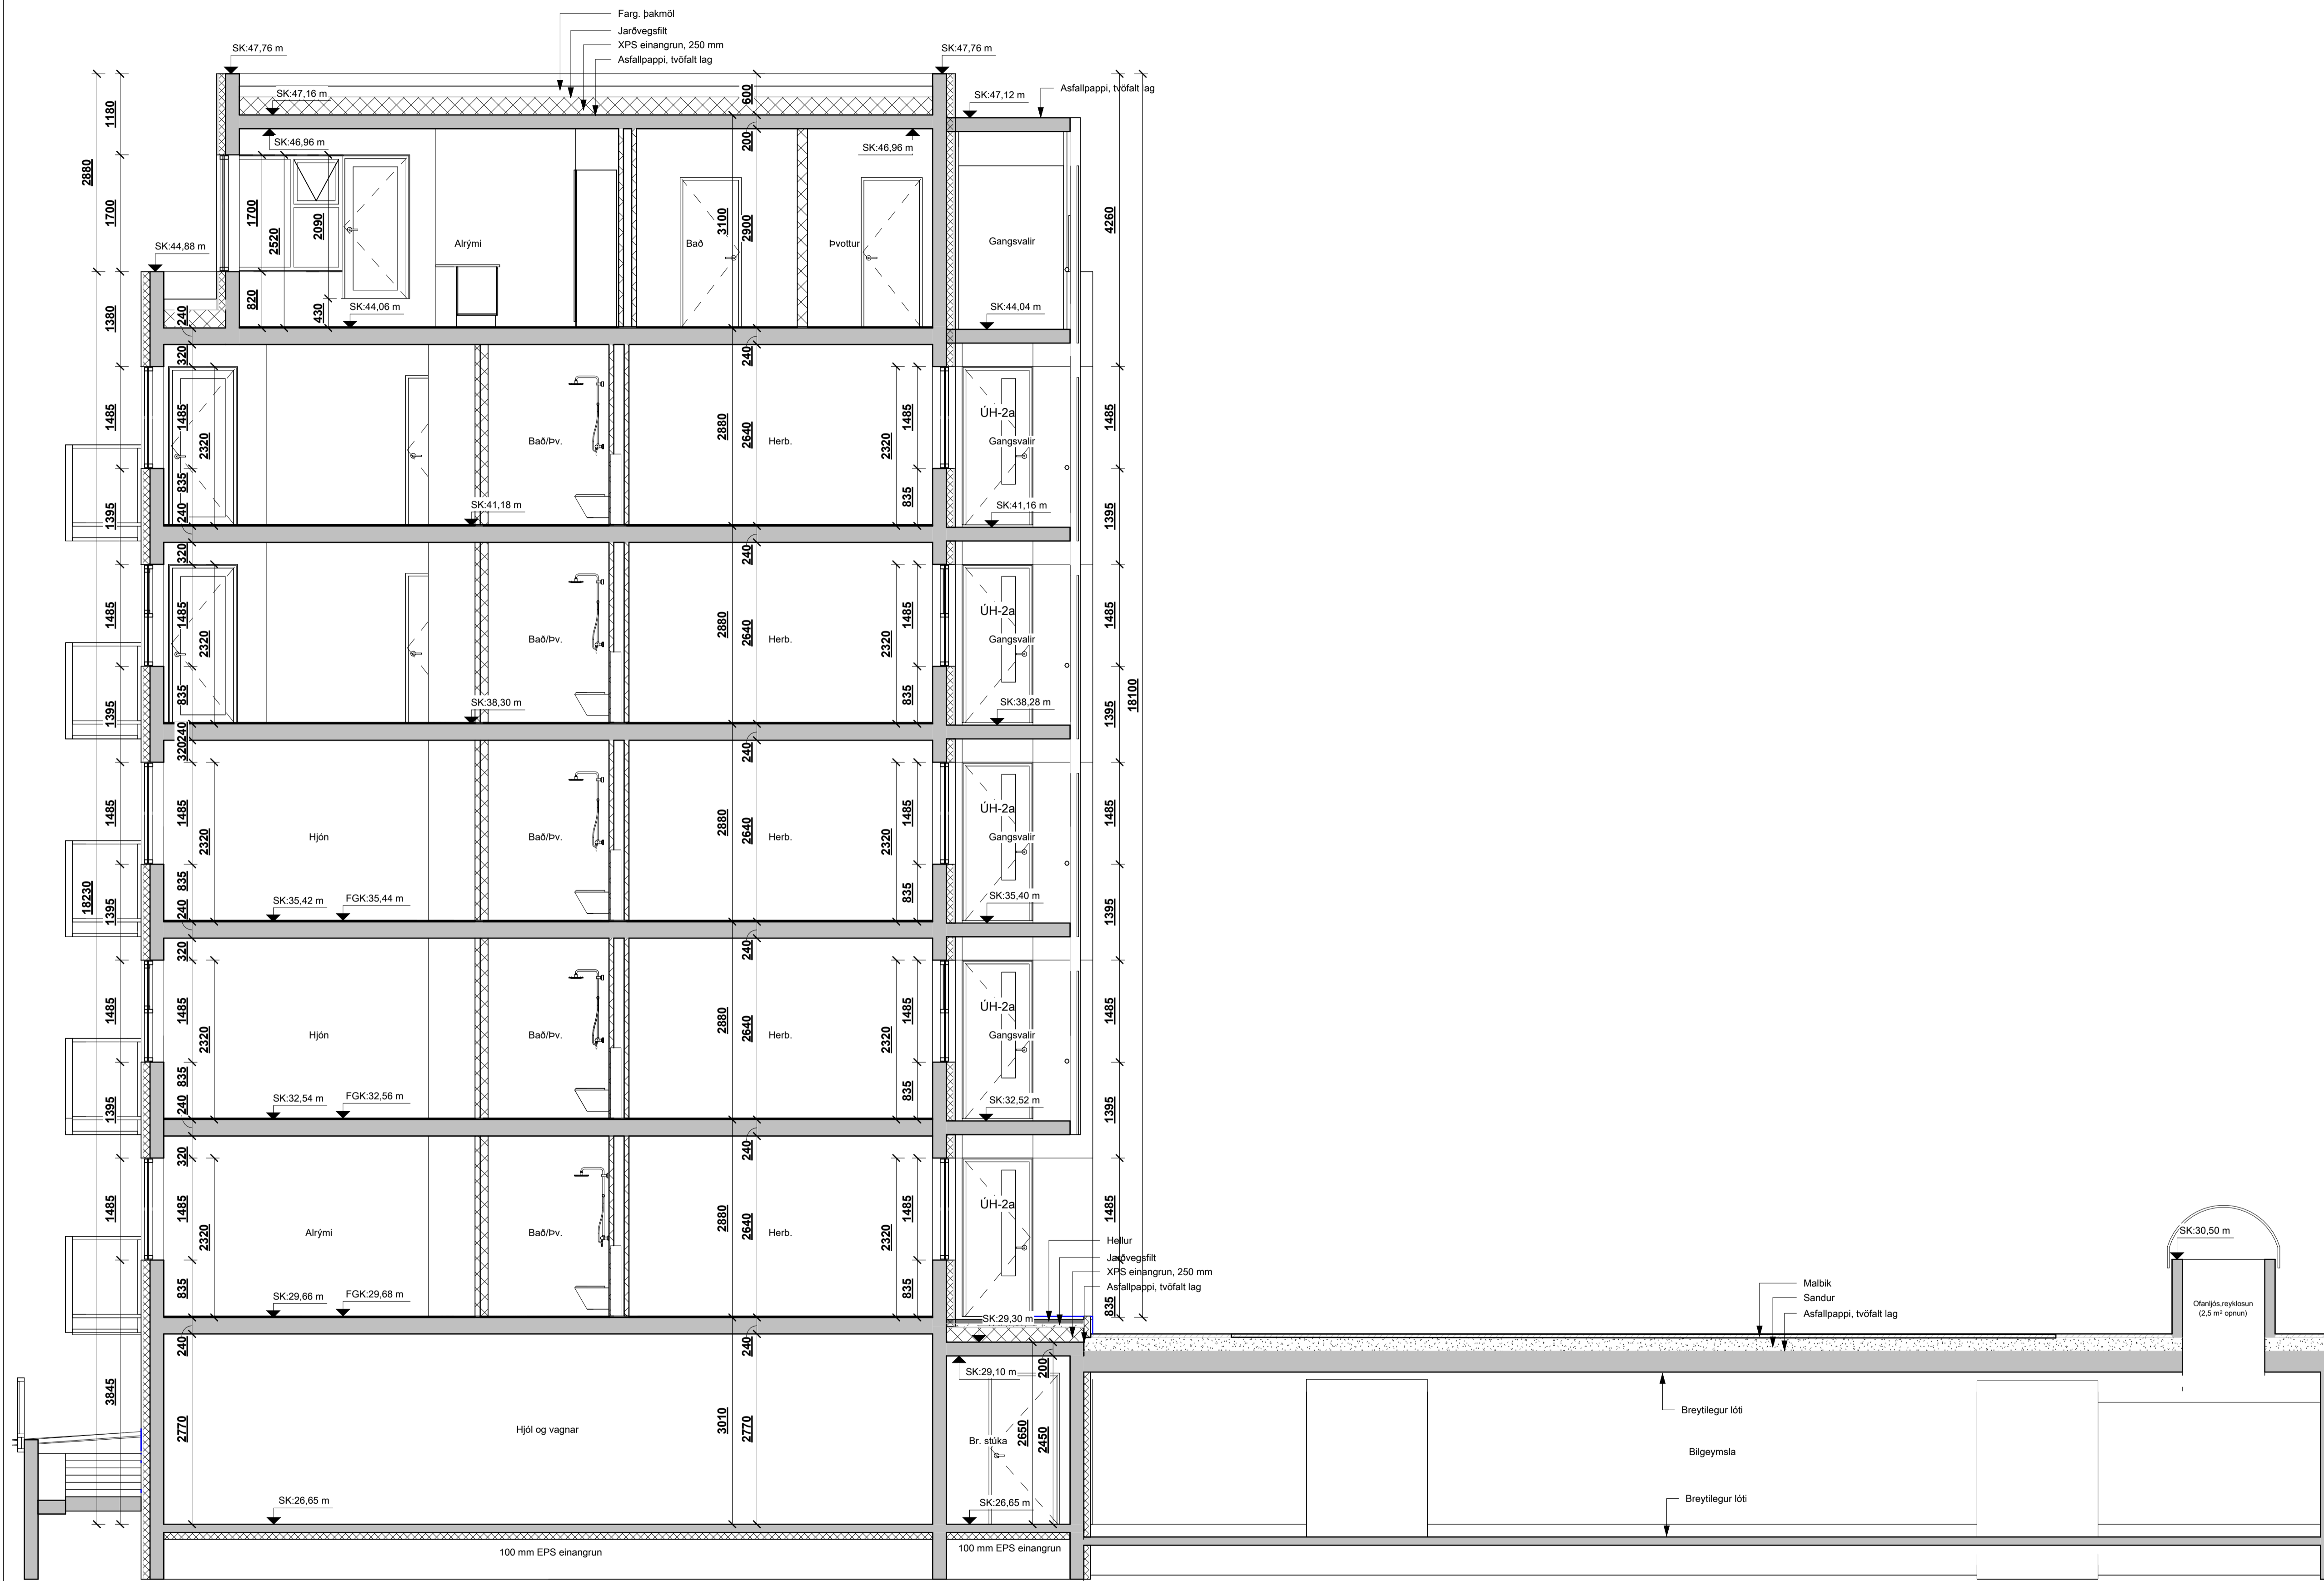 Farg. þakmöl
Jarðvegsfilt
XPS einangrun, 250 mm
Asfallpappi, tvöfalt lag
SK:47,76 m
SK:47,76 m
SK:47,16 m
SK:47,12 m
Asfallpappi, tvöfalt lag
1180
600
SK:46,96 m
200
SK:46,96 m
2880
1700
1700
2520
2090
3100
2900
4260
SK:44,88 m
Alrými
Bað
Þvottur
Gangsvalir
1380
240
820
430
SK:44,06 m
SK:44,04 m
320
240
1485
1485
2320
Bað/Þv.
2880
2640
Herb.
2320
1485
ÚH-2a
Gangsvalir
1485
835
835
1395
240
SK:41,18 m
SK:41,16 m
1395
320
240
1485
1485
2320
Bað/Þv.
2880
2640
Herb.
2320
1485
ÚH-2a
Gangsvalir
1485
835
835
18100
1395
240
SK:38,30 m
SK:38,28 m
1395
320
240
1485
1485
2320
Hjón
Bað/Þv.
2880
2640
Herb.
2320
1485
ÚH-2a
Gangsvalir
1485
18230
835
835
1395
240
SK:35,42 m
FGK:35,44 m
SK:35,40 m
1395
320
240
1485
1485
2320
Hjón
Bað/Þv.
2880
2640
Herb.
2320
1485
ÚH-2a
Gangsvalir
1485
835
835
1395
240
SK:32,54 m
FGK:32,56 m
SK:32,52 m
1395
320
240
1485
1485
2320
Alrými
Bað/Þv.
2880
2640
Herb.
2320
1485
ÚH-2a
1485
Hellur
Jarðvegsfilt
XPS einangrun, 250 mm
Asfallpappi, tvöfalt lag
SK:30,50 m
835
835
835
SK:29,66 m
FGK:29,68 m
SK:29,30 m
Malbik
Sandur
Asfallpappi, tvöfalt lag
Ofanljós,reyklosun
(2,5 m² opnun)
240
240
200
SK:29,10 m
3845
2770
Hjól og vagnar
3010
2770
Br. stúka
2650
2450
Breytilegur lóti
Bilgeymsla
SK:26,65 m
SK:26,65 m
Breytilegur lóti
100 mm EPS einangrun
100 mm EPS einangrun